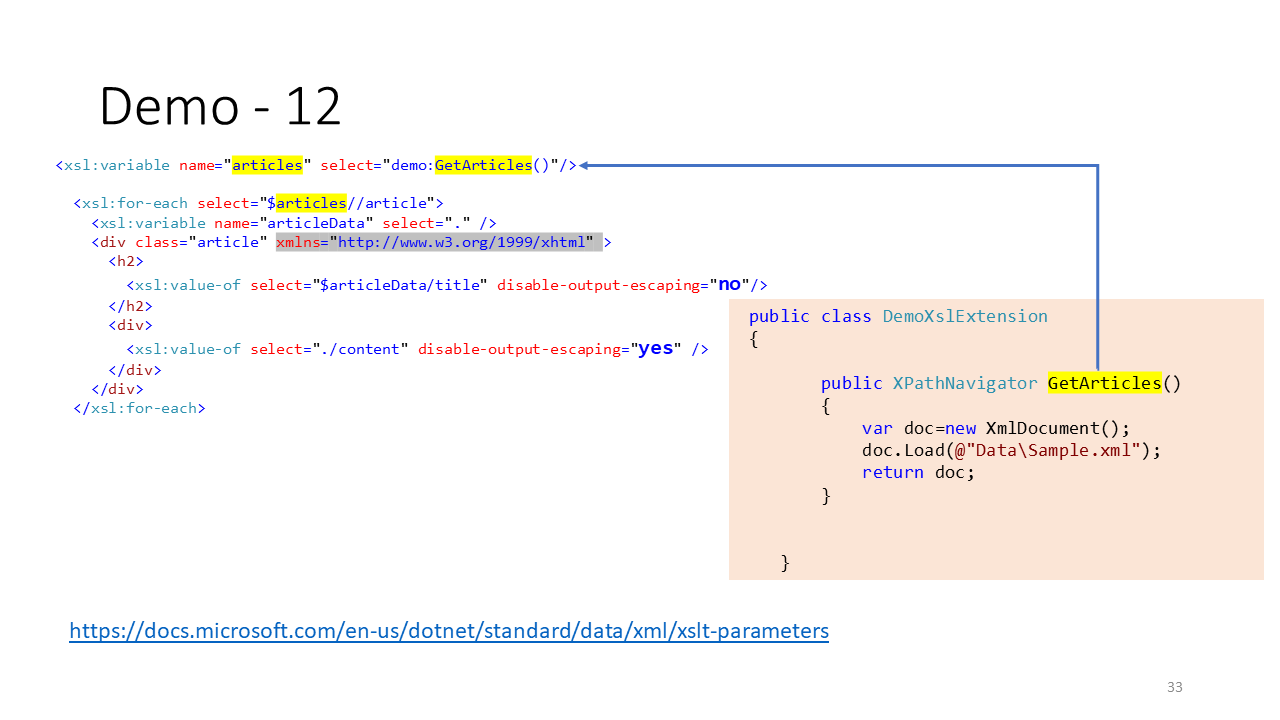 Demo - 12
<xsl:variable name="articles" select="demo:GetArticles()"/>
<xsl:for-each select="$articles//article">
<xsl:variable name="articleData" select="." />
<div class="article" xmlns="http://www.w3.org/1999/xhtml" >
<h2>
<xsl:value-of select="$articleData/title" disable-output-escaping="no"/>
</h2>
<div>
<xsl:value-of select="./content" disable-output-escaping="yes" />
</div>
</div>
</xsl:for-each>
public class DemoXslExtension
{
public XPathNavigator GetArticles()
{
var doc=new XmlDocument();
doc.Load(@"Data\Sample.xml");
return doc;
}
}
https://docs.microsoft.com/en-us/dotnet/standard/data/xml/xslt-parameters
33